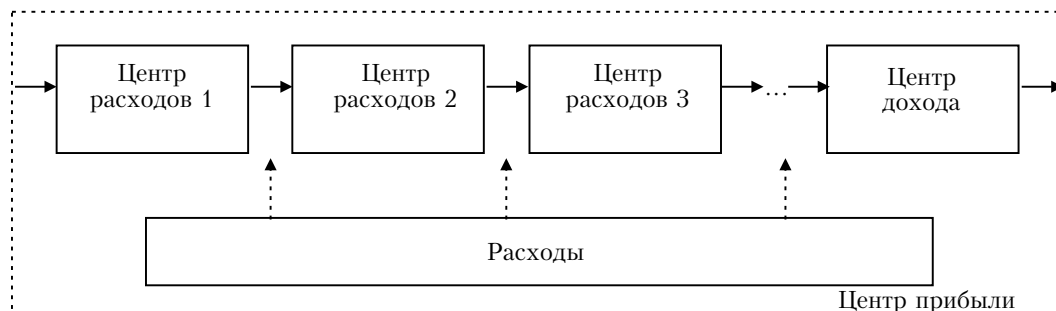 Центр
расходов 1
Центр
расходов 2
Центр
расходов 3
...
Центр
дохода
Расходы
Центр прибыли